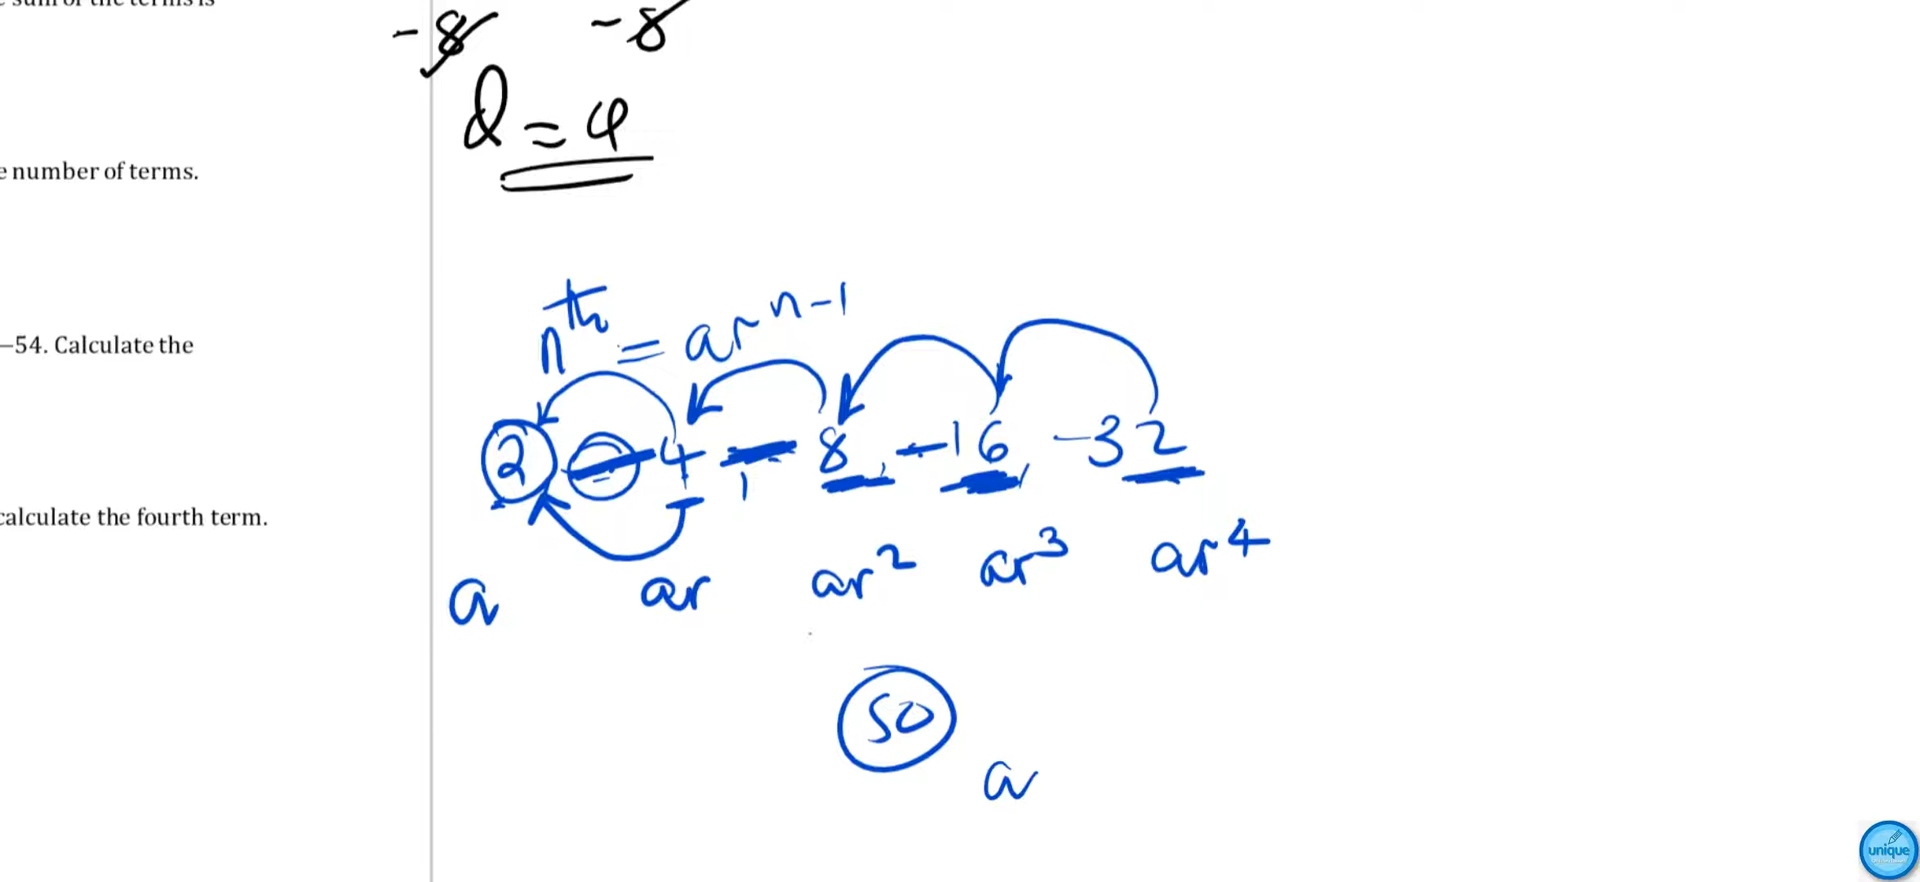 -8 -8
d = 4
e number of terms.
nth = ar^n-1
-54. Calculate the
2 - 4, - 8, -16, -32
calculate the fourth term.
a ar ar² ar³ ar⁴
50
a
unique